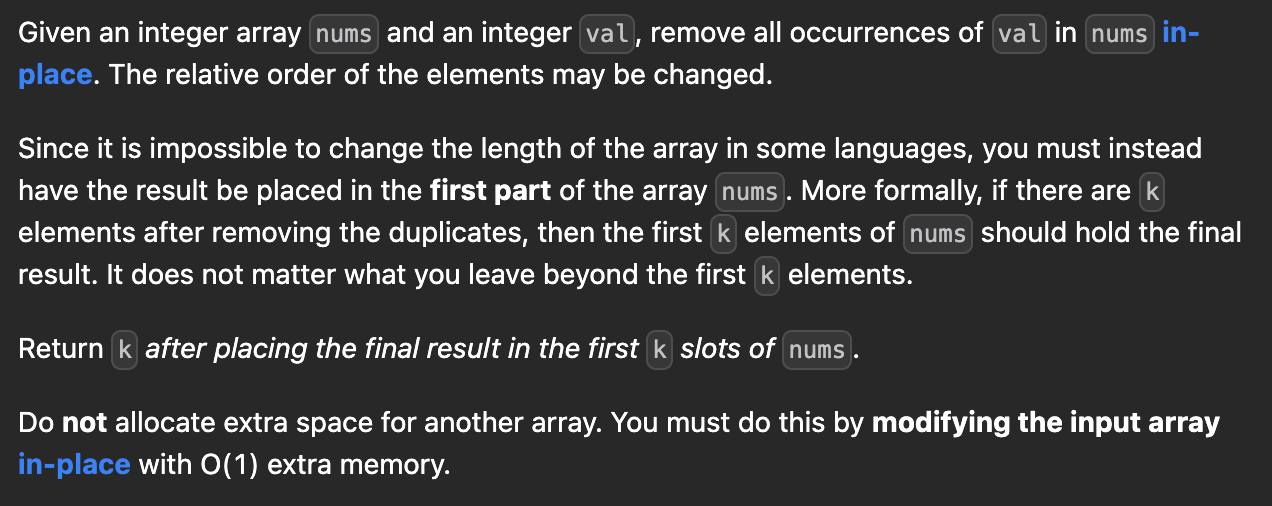 Given an integer array nums and an integer val, remove all occurrences of val in nums in-
place. The relative order of the elements may be changed.
Since it is impossible to change the length of the array in some languages, you must instead
have the result be placed in the first part of the array nums. More formally, if there are k
elements after removing the duplicates, then the first k elements of nums should hold the final
result. It does not matter what you leave beyond the first k elements.
Return k after placing the final result in the first k slots of nums.
Do not allocate extra space for another array. You must do this by modifying the input array
in-place with O(1) extra memory.